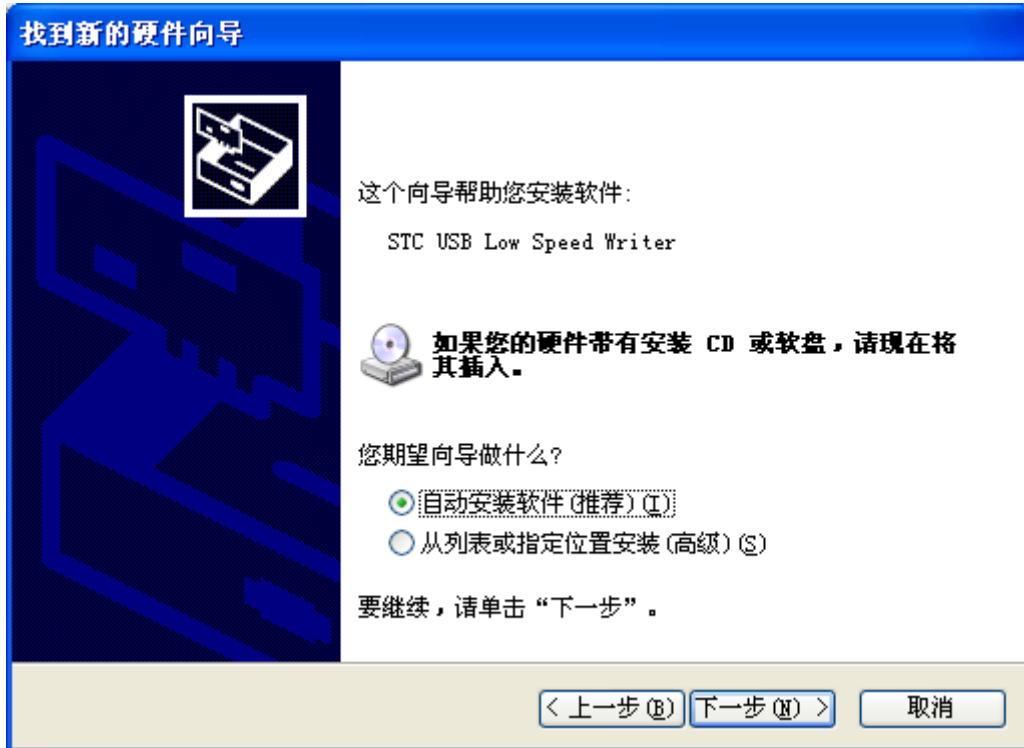 找到新的硬件向导
这个向导帮助您安装软件:
STC USB Low Speed Writer
如果您的硬件带有安装 CD 或软盘，请现在将
其插入。
您期望向导做什么?
自动安装软件(推荐)(I)
从列表或指定位置安装(高级)(S)
要继续，请单击“下一步”。
< 上一步(B) 下一步(N) > 取消